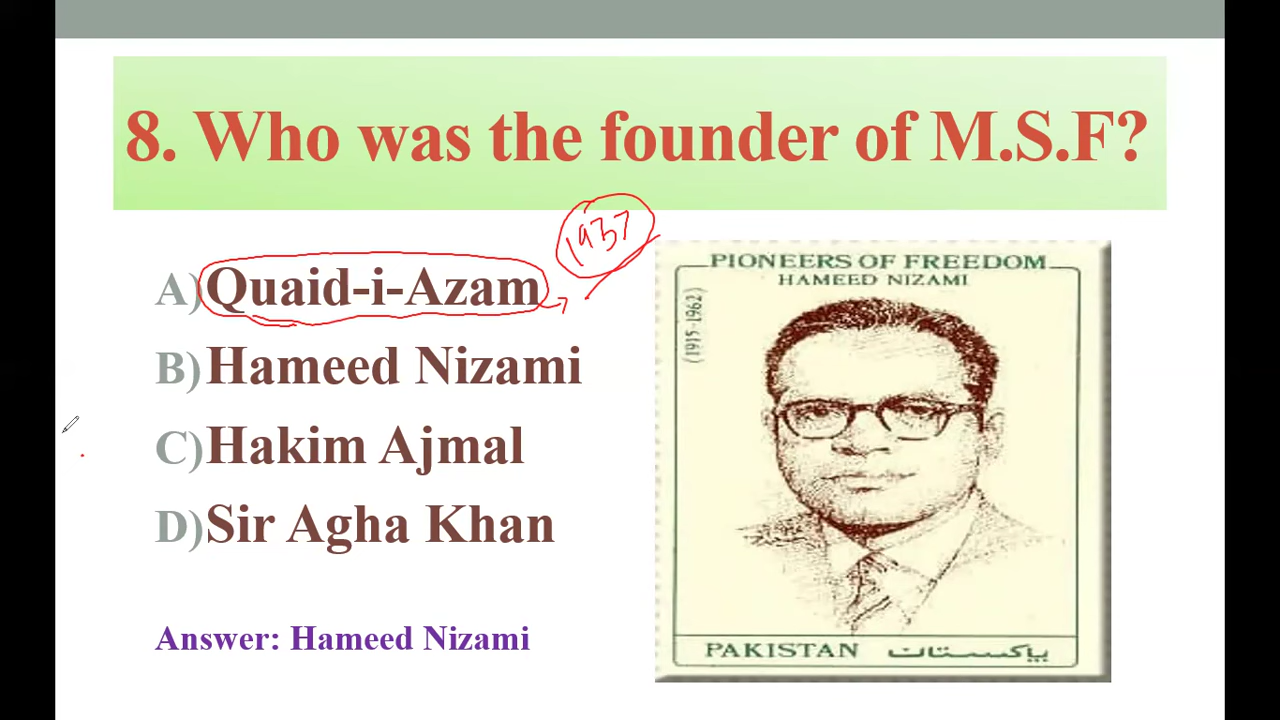 8. Who was the founder of M.S.F?
1937
A) Quaid-i-Azam
B) Hameed Nizami
C) Hakim Ajmal
D) Sir Agha Khan
Answer: Hameed Nizami
PIONEERS OF FREEDOM
HAMEED NIZAMI
(1915-1962)
PAKISTAN پاکستان